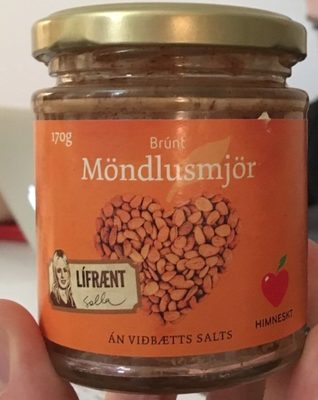 170g
Brúnt
Möndlusmjör
LÍFRÆNT
Solla
HIMNESKT
ÁN VIÐBÆTTS SALTS